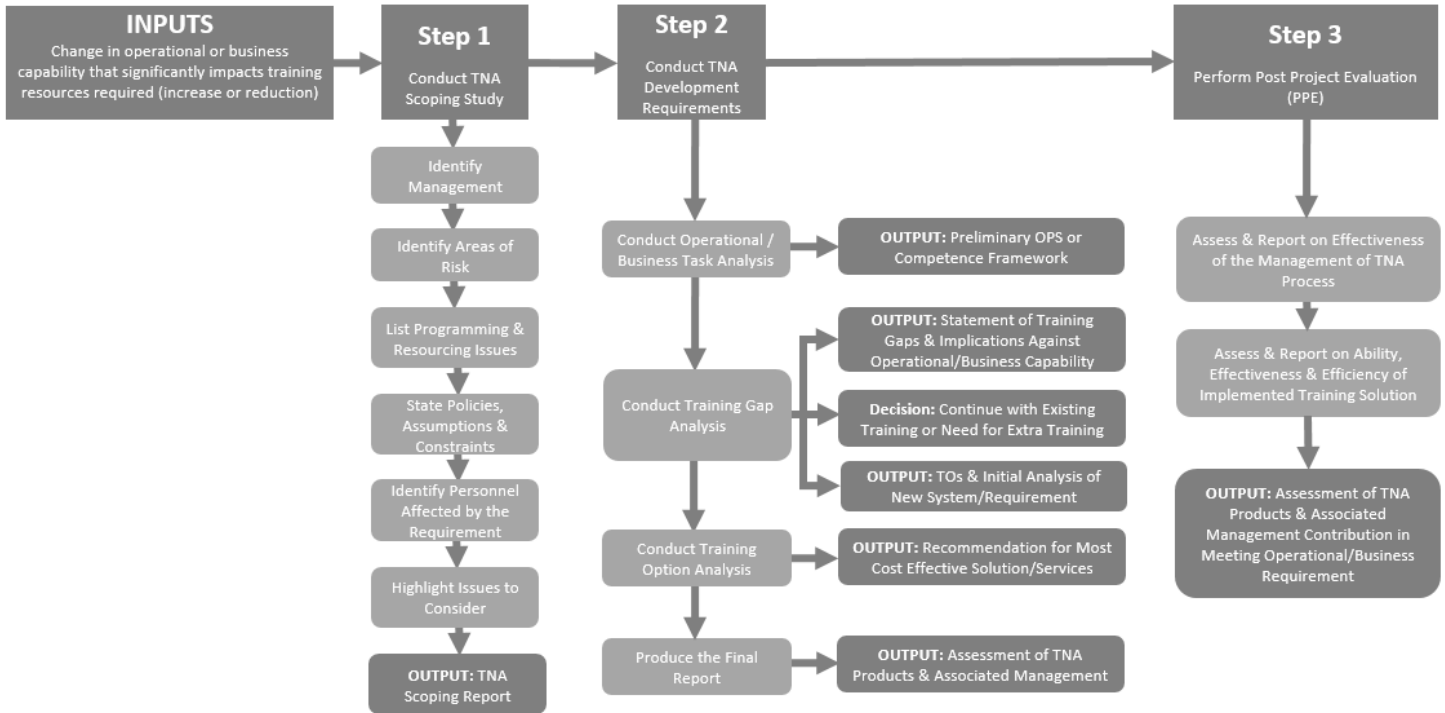 INPUTS
Change in operational or business
capability that significantly impacts training
resources required (increase or reduction)
Step 1
Conduct TNA
Scoping Study
Identify
Management
Identify Areas of
Risk
List Programming &
Resourcing Issues
State Policies,
Assumptions &
Constraints
Identify Personnel
Affected by the
Requirement
Highlight Issues to
Consider
OUTPUT: TNA
Scoping Report
Step 2
Conduct TNA
Development
Requirements
Conduct Operational /
Business Task Analysis
OUTPUT: Preliminary OPS or
Competence Framework
Conduct Training Gap
Analysis
OUTPUT: Statement of Training
Gaps & Implications Against
Operational/Business Capability
Decision: Continue with Existing
Training or Need for Extra Training
OUTPUT: TOs & Initial Analysis of
New System/Requirement
Conduct Training
Option Analysis
OUTPUT: Recommendation for Most
Cost Effective Solution/Services
Produce the Final
Report
OUTPUT: Assessment of TNA
Products & Associated Management
Step 3
Perform Post Project Evaluation
(PPE)
Assess & Report on Effectiveness
of the Management of TNA
Process
Assess & Report on Ability,
Effectiveness & Efficiency of
Implemented Training Solution
OUTPUT: Assessment of TNA
Products & Associated
Management Contribution in
Meeting Operational/Business
Requirement